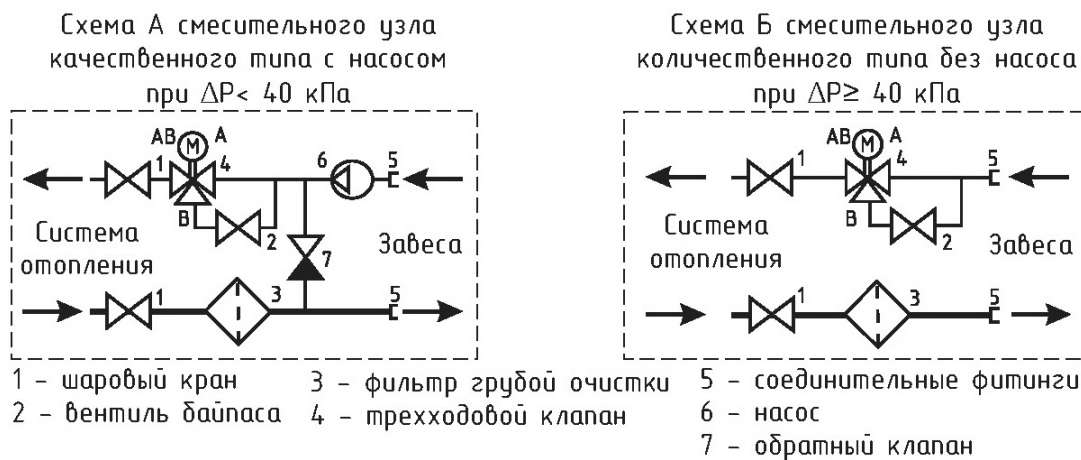 Схема А смесительного узла
качественного типа с насосом
при ΔP< 40 кПа
АВ М А
1 4 6 5
В
2
Система
отопления
7
Завеса
1 3 5
Схема Б смесительного узла
количественного типа без насоса
при ΔP≥ 40 кПа
АВ М А
1 4 5
В
2
Система
отопления
Завеса
1 3 5
1 - шаровый кран
2 - вентиль байпаса
3 - фильтр грубой очистки
4 - трехходовой клапан
5 - соединительные фитинги
6 - насос
7 - обратный клапан